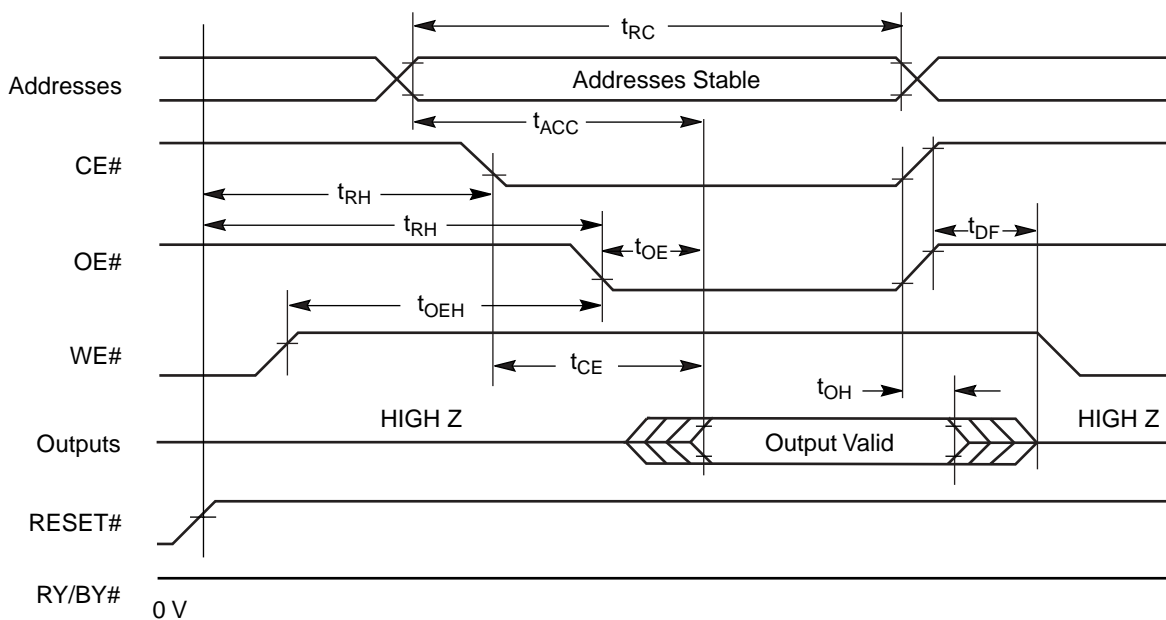 tRC
Addresses
Addresses Stable
tACC
CE#
tRH
tRH
OE#
tOE
tDF
tOEH
WE#
tCE
tOH
HIGH Z
HIGH Z
Outputs
Output Valid
RESET#
RY/BY#
0 V